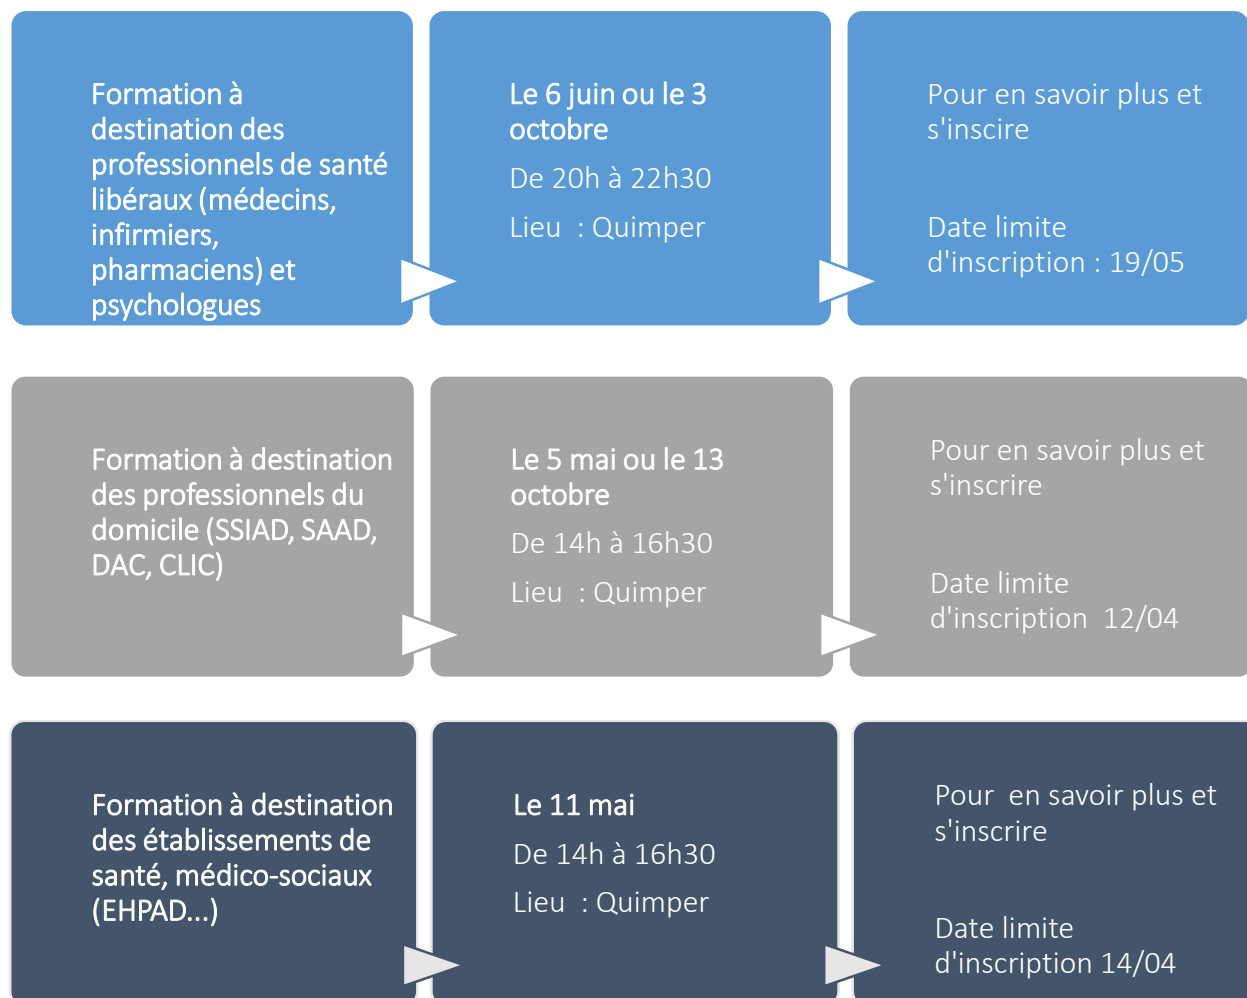 Formation à
destination des
professionnels de santé
libéraux (médecins,
infirmiers,
pharmaciens) et
psychologues
Le 6 juin ou le 3
octobre
De 20h à 22h30
Lieu  : Quimper
Pour en savoir plus et
s'inscire
Date limite
d'inscription : 19/05
Formation à destination
des professionnels du
domicile (SSIAD, SAAD,
DAC, CLIC)
Le 5 mai ou le 13
octobre
De 14h à 16h30
Lieu  : Quimper
Pour en savoir plus et
s'inscrire
Date limite
d'inscription  12/04
Formation à destination
des établissements de
santé, médico-sociaux
(EHPAD...)
Le 11 mai
De 14h à 16h30
Lieu  : Quimper
Pour  en savoir plus et
s'inscrire
Date limite
d'inscription 14/04